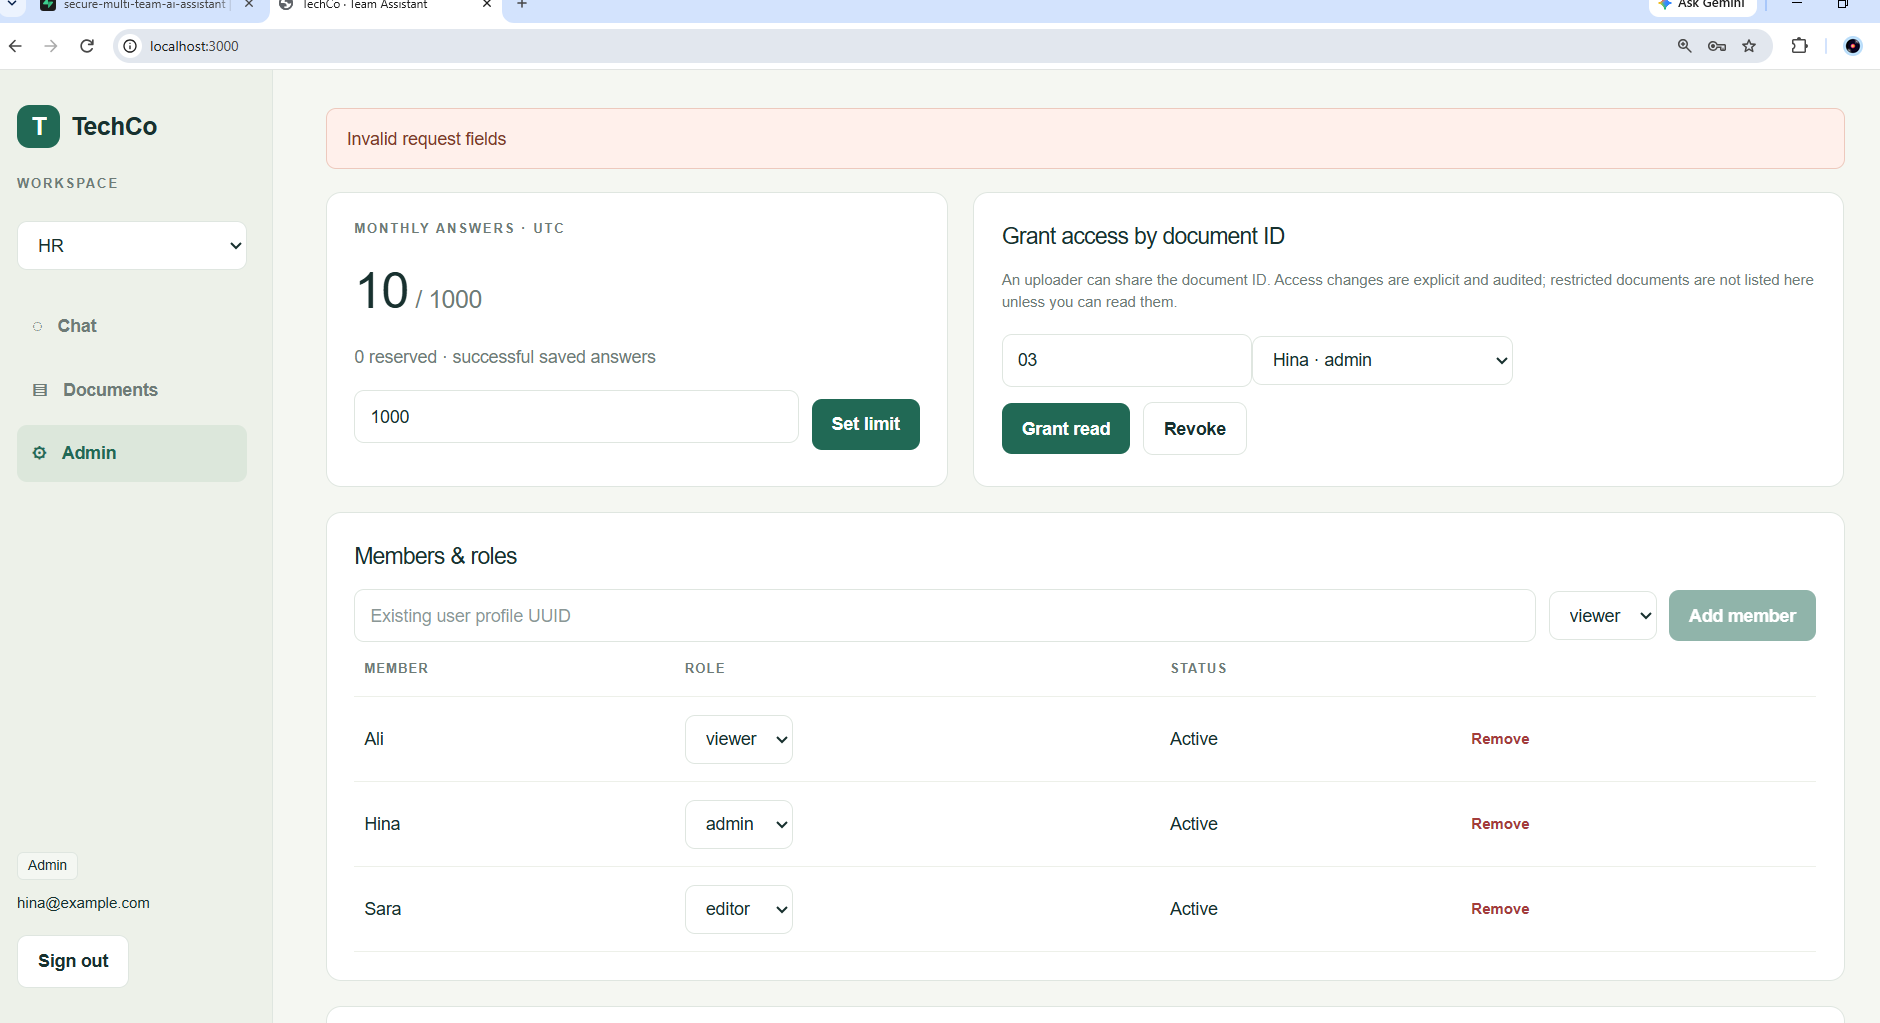 secure-multi-team-ai-assistant
TechCo · Team Assistant
Ask Gemini
localhost:3000
T TechCo
WORKSPACE
HR
Chat
Documents
Admin
Admin
hina@example.com
Sign out
Invalid request fields
MONTHLY ANSWERS · UTC
10 / 1000
0 reserved · successful saved answers
1000
Set limit
Grant access by document ID
An uploader can share the document ID. Access changes are explicit and audited; restricted documents are not listed here
unless you can read them.
03
Hina · admin
Grant read
Revoke
Members & roles
Existing user profile UUID
viewer
Add member
MEMBER ROLE STATUS
Ali viewer Active Remove
Hina admin Active Remove
Sara editor Active Remove